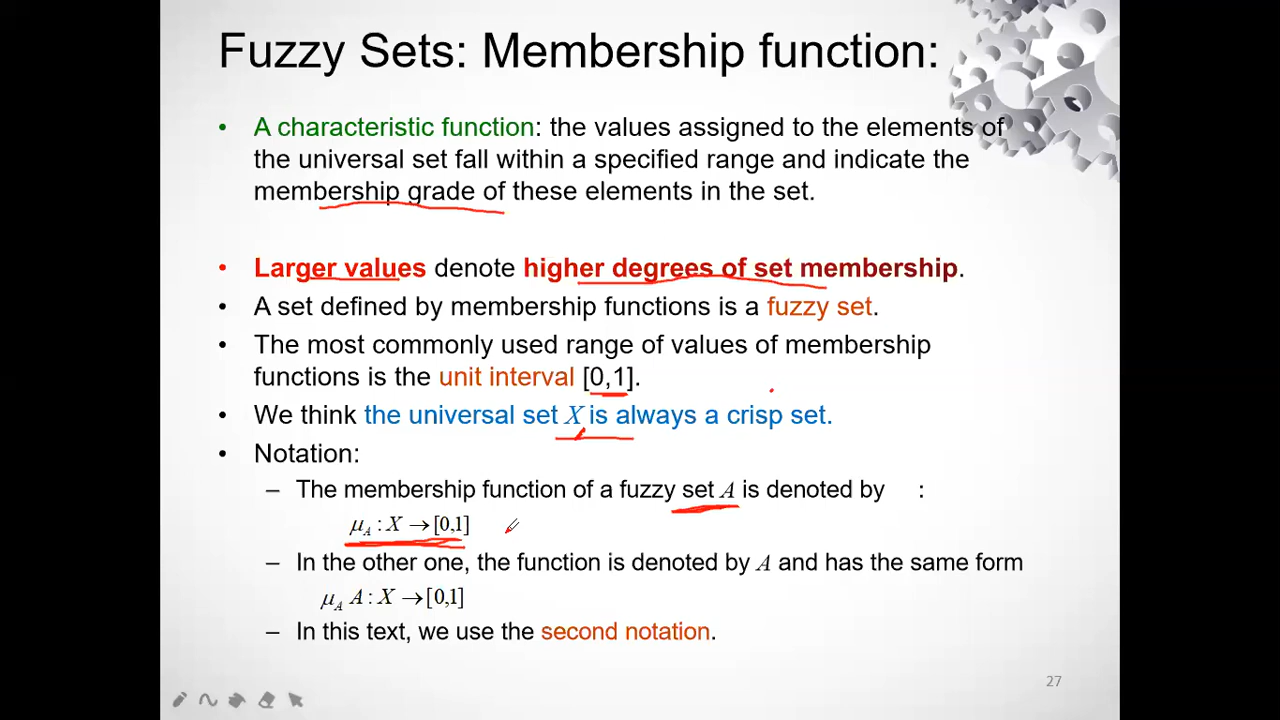 Fuzzy Sets: Membership function:
• A characteristic function: the values assigned to the elements of
the universal set fall within a specified range and indicate the
membership grade of these elements in the set.
• Larger values denote higher degrees of set membership.
• A set defined by membership functions is a fuzzy set.
• The most commonly used range of values of membership
functions is the unit interval [0,1].
• We think the universal set X is always a crisp set.
• Notation:
– The membership function of a fuzzy set A is denoted by :
μ_A : X → [0,1]
– In the other one, the function is denoted by A and has the same form
μ_A A : X → [0,1]
– In this text, we use the second notation.
27